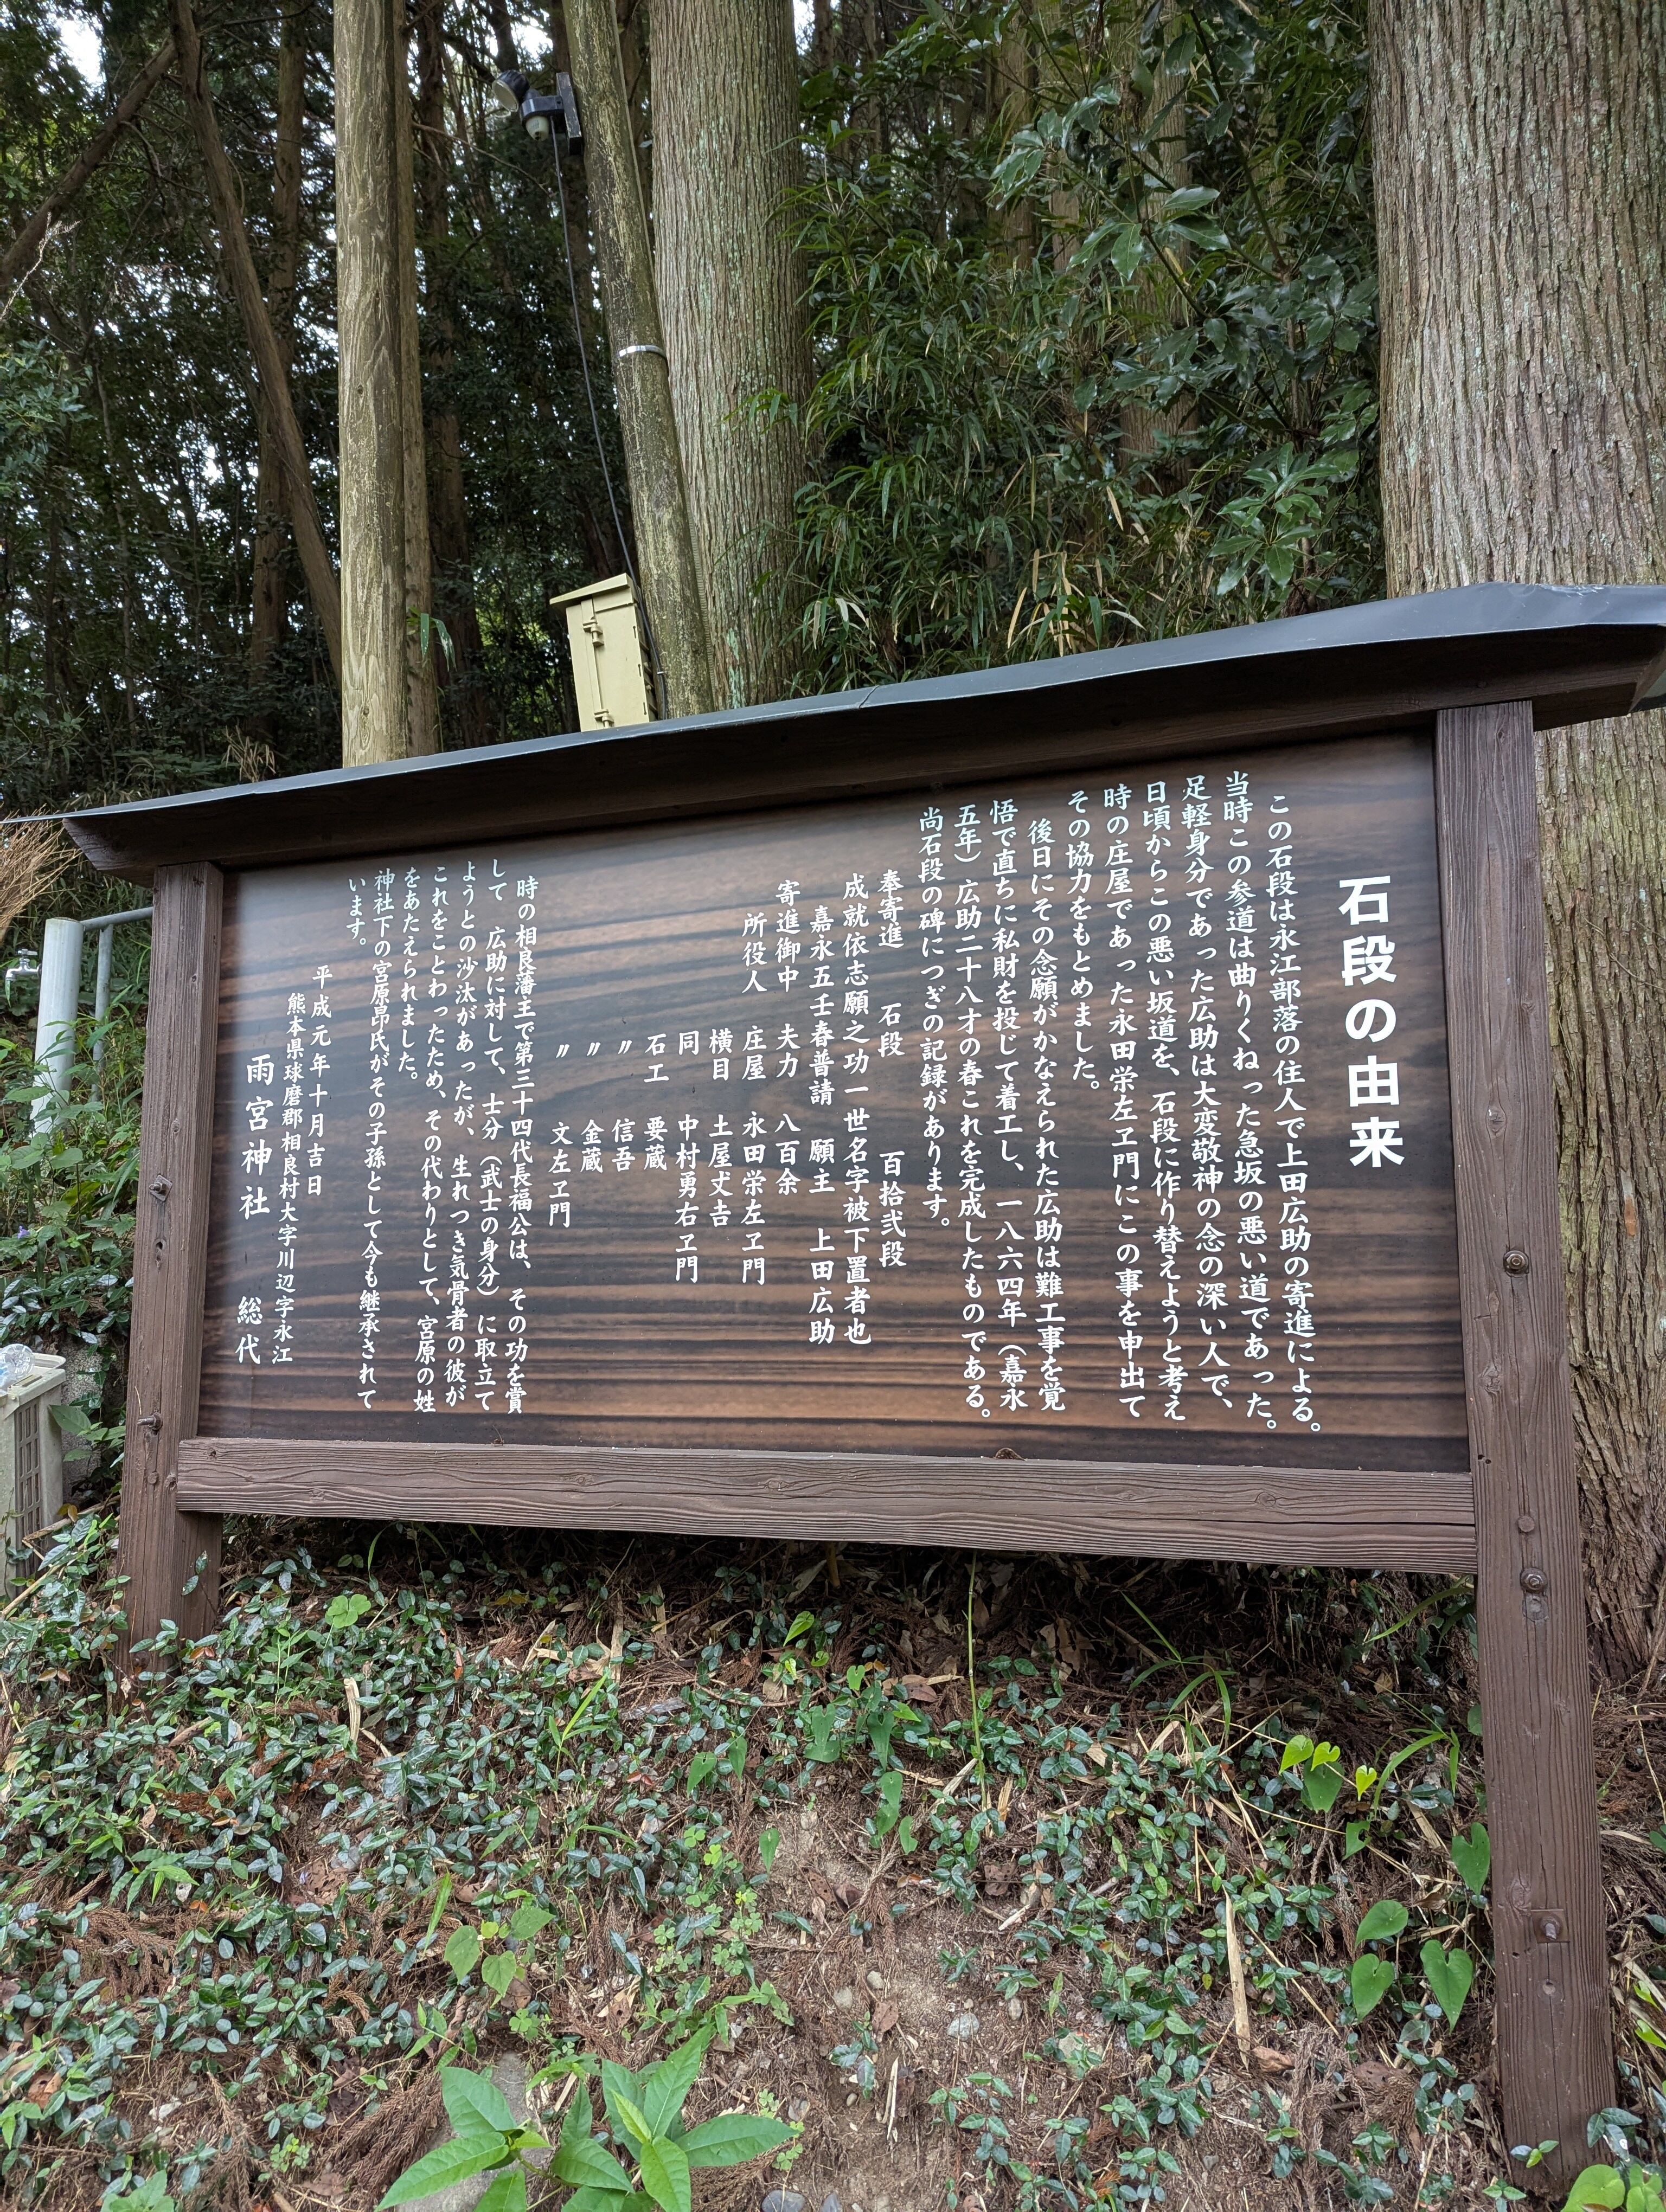 石段の由来
この石段は永江部落の住人で上田広助の寄進による。
当時この参道は曲りくねった急坂の悪い道であった。
足軽身分であった広助は大変敬神の念の深い人で、
日頃からこの悪い坂道を、石段に作り替えようと考え
時の庄屋であった永田栄左ヱ門にこの事を申出て
その協力をもとめました。
後日にその念願がかなえられた広助は難工事を覚
悟で直ちに私財を投じて着工し、一八六四年（嘉永
五年）広助二十八才の春これを完成したものである。
尚石段の碑につぎの記録があります。
奉寄進 石段 百拾弐段
成就依志願之功一世名字被下置者也
嘉永五壬春普請 願主 上田広助
寄進御中 夫力 八百余
所役人 庄屋 永田栄左ヱ門
横目 土屋丈吉
同 中村勇右ヱ門
石工 要蔵
〃 信吾
〃 金蔵
〃 文左ヱ門
時の相良藩主で第三十四代長福公は、その功を賞
して 広助に対して、士分（武士の身分）に取立て
ようとの沙汰があったが、生れつき気骨者の彼が
これをことわったため、その代わりとして、宮原の姓
をあたえられました。
神社下の宮原昻氏がその子孫として今も継承されて
います。
平成元年十月吉日
熊本県球磨郡相良村大字川辺字永江
雨宮神社 総代